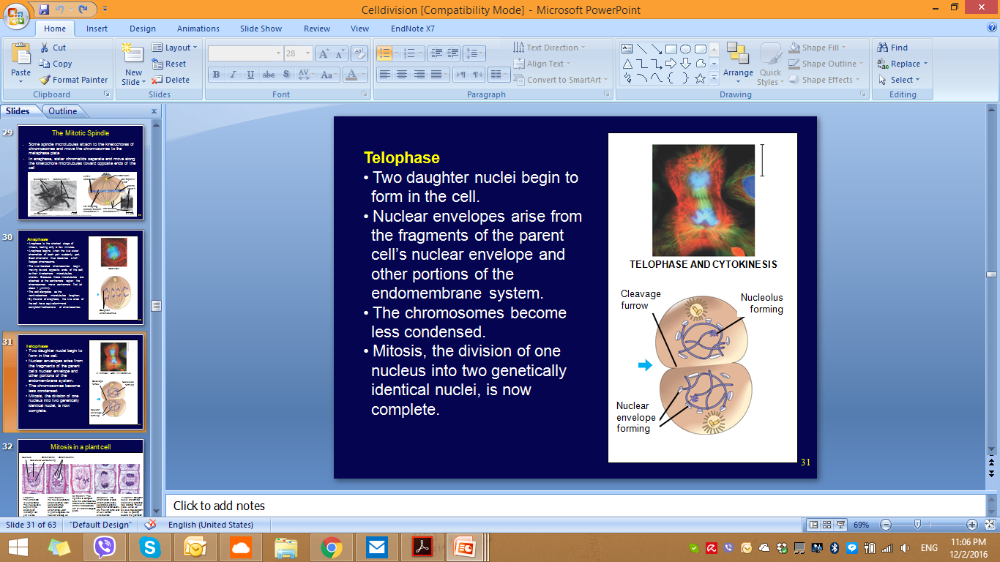 Celldivision [Compatibility Mode] - Microsoft PowerPoint
Home Insert Design Animations Slide Show Review View EndNote X7
Paste
Cut
Copy
Format Painter
Clipboard
New
Slide
Layout
Reset
Delete
Slides
28
B I U abc S AV Aa A
Font
Text Direction
Align Text
Convert to SmartArt
Paragraph
Arrange
Quick
Styles
Shape Fill
Shape Outline
Shape Effects
Drawing
Find
Replace
Select
Editing
Slides Outline x
29
The Mitotic Spindle
Some spindle microtubules attach to the kinetochores of
chromosomes and move the chromosomes to the
metaphase plate
In anaphase, sister chromatids separate and move along
the kinetochore microtubules toward opposite ends of the
cell
30
Anaphase
31
Telophase
• Two daughter nuclei begin to
form in the cell.
• Nuclear envelopes arise from
the fragments of the parent
cell's nuclear envelope and
other portions of the
endomembrane system.
• The chromosomes become
less condensed.
• Mitosis, the division of one
nucleus into two genetically
identical nuclei, is now
complete.
32
Mitosis in a plant cell
Telophase
• Two daughter nuclei begin to
form in the cell.
• Nuclear envelopes arise from
the fragments of the parent
cell’s nuclear envelope and
other portions of the
endomembrane system.
• The chromosomes become
less condensed.
• Mitosis, the division of one
nucleus into two genetically
identical nuclei, is now
complete.
TELOPHASE AND CYTOKINESIS
Cleavage
furrow
Nucleolus
forming
Nuclear
envelope
forming
31
Click to add notes
Slide 31 of 63 "Default Design" English (United States) 69%
ENG
11:06 PM
12/2/2016